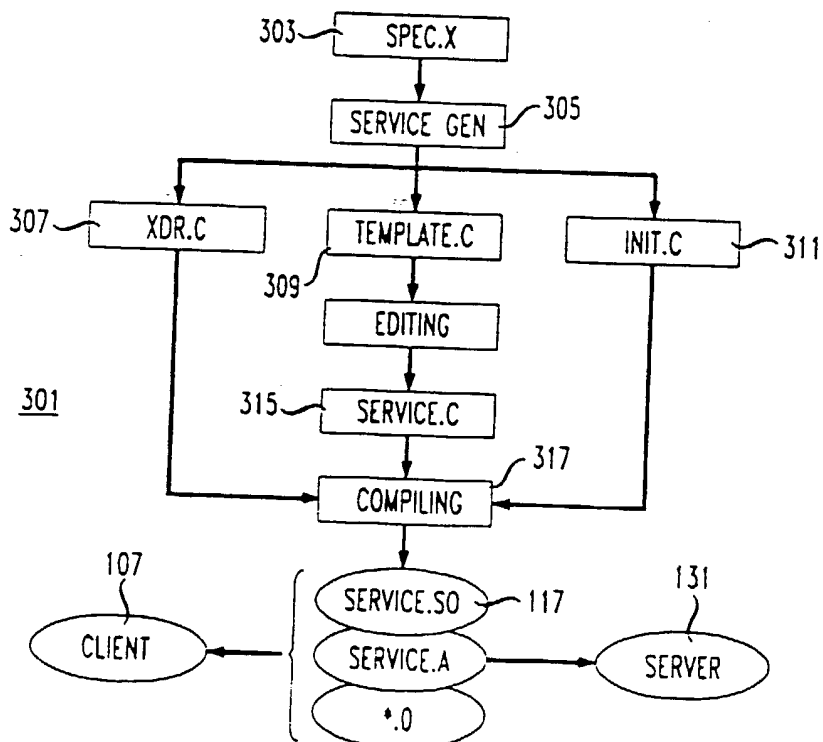 303
SPEC.X
SERVICE GEN
305
307
XDR.C
TEMPLATE.C
309
INIT.C
311
EDITING
301
315
SERVICE.C
317
COMPILING
107
CLIENT
SERVICE.SO
117
SERVICE.A
*.O
131
SERVER